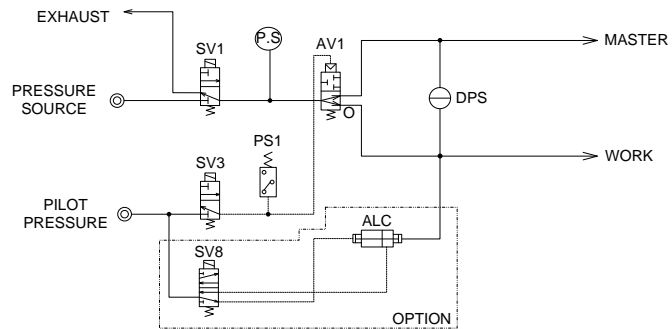 EXHAUST
SV1
P.S
AV1
MASTER
PRESSURE
SOURCE
DPS
O
PS1
SV3
WORK
PILOT
PRESSURE
ALC
SV8
OPTION